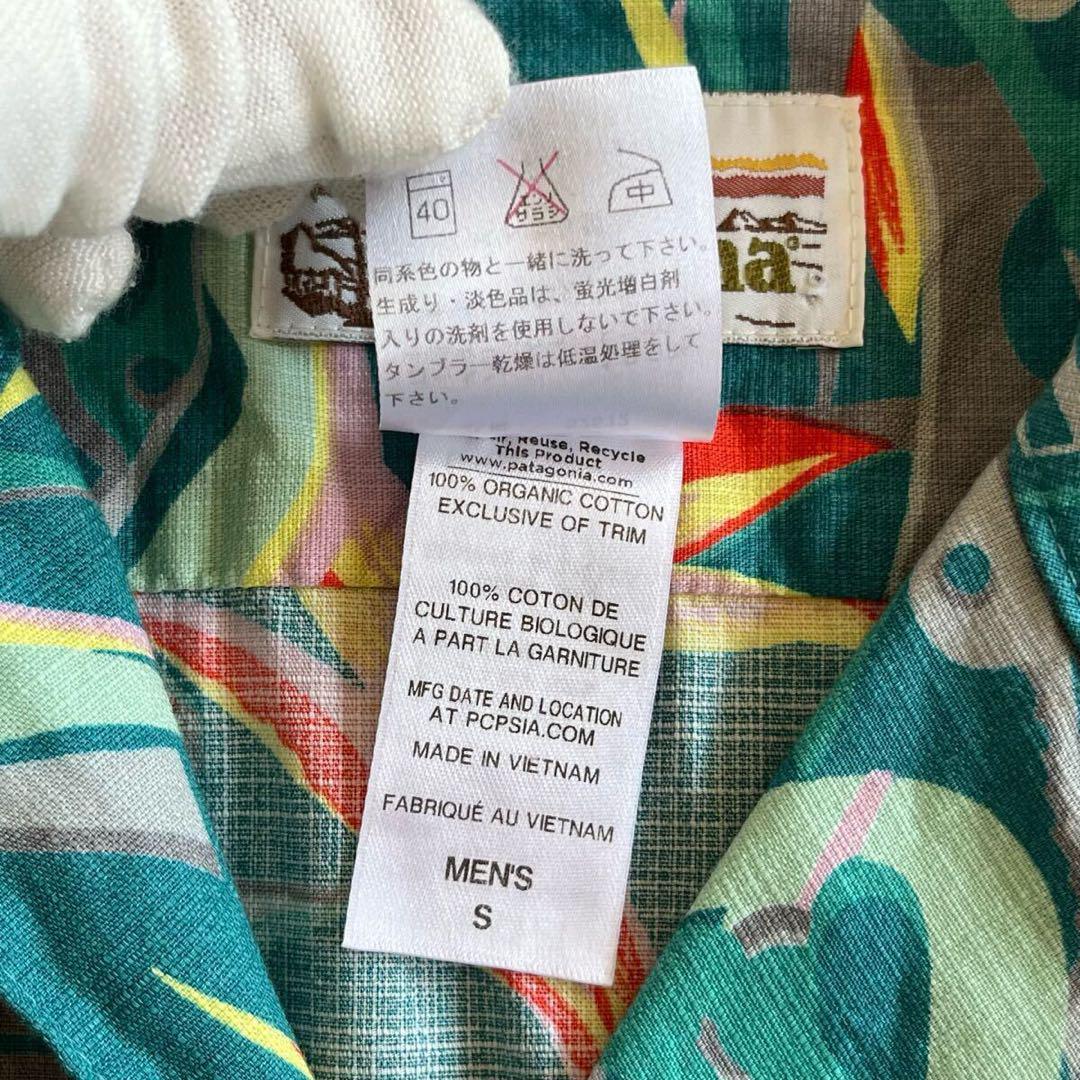 40
エンソ
サラシ
中
na®
同系色の物と一緒に洗って下さい。
生成り・淡色品は、蛍光増白剤
入りの洗剤を使用しないで下さい。
タンブラー乾燥は低温処理をして
下さい。
Reuse, Recycle
This Product
www.patagonia.com
100% ORGANIC COTTON
EXCLUSIVE OF TRIM
100% COTON DE
CULTURE BIOLOGIQUE
A PART LA GARNITURE
MFG DATE AND LOCATION
AT PCPSIA.COM
MADE IN VIETNAM
FABRIQUÉ AU VIETNAM
MEN'S
S